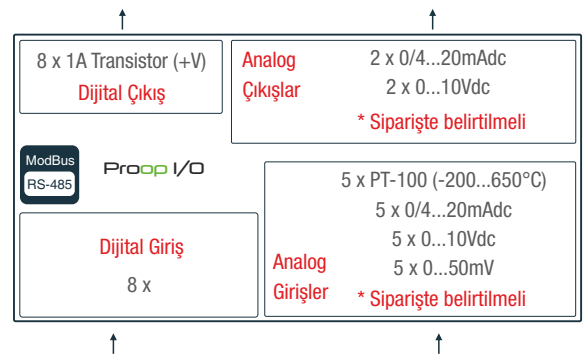 8 x 1A Transistor (+V)
Dijital Çıkış
Analog
Çıkışlar
2 x 0/4...20mAdc
2 x 0...10Vdc
* Siparişte belirtilmeli
ModBus
RS-485
Proop I/O
Dijital Giriş
8 x
Analog
Girişler
5 x PT-100 (-200...650°C)
5 x 0/4...20mAdc
5 x 0...10Vdc
5 x 0...50mV
* Siparişte belirtilmeli